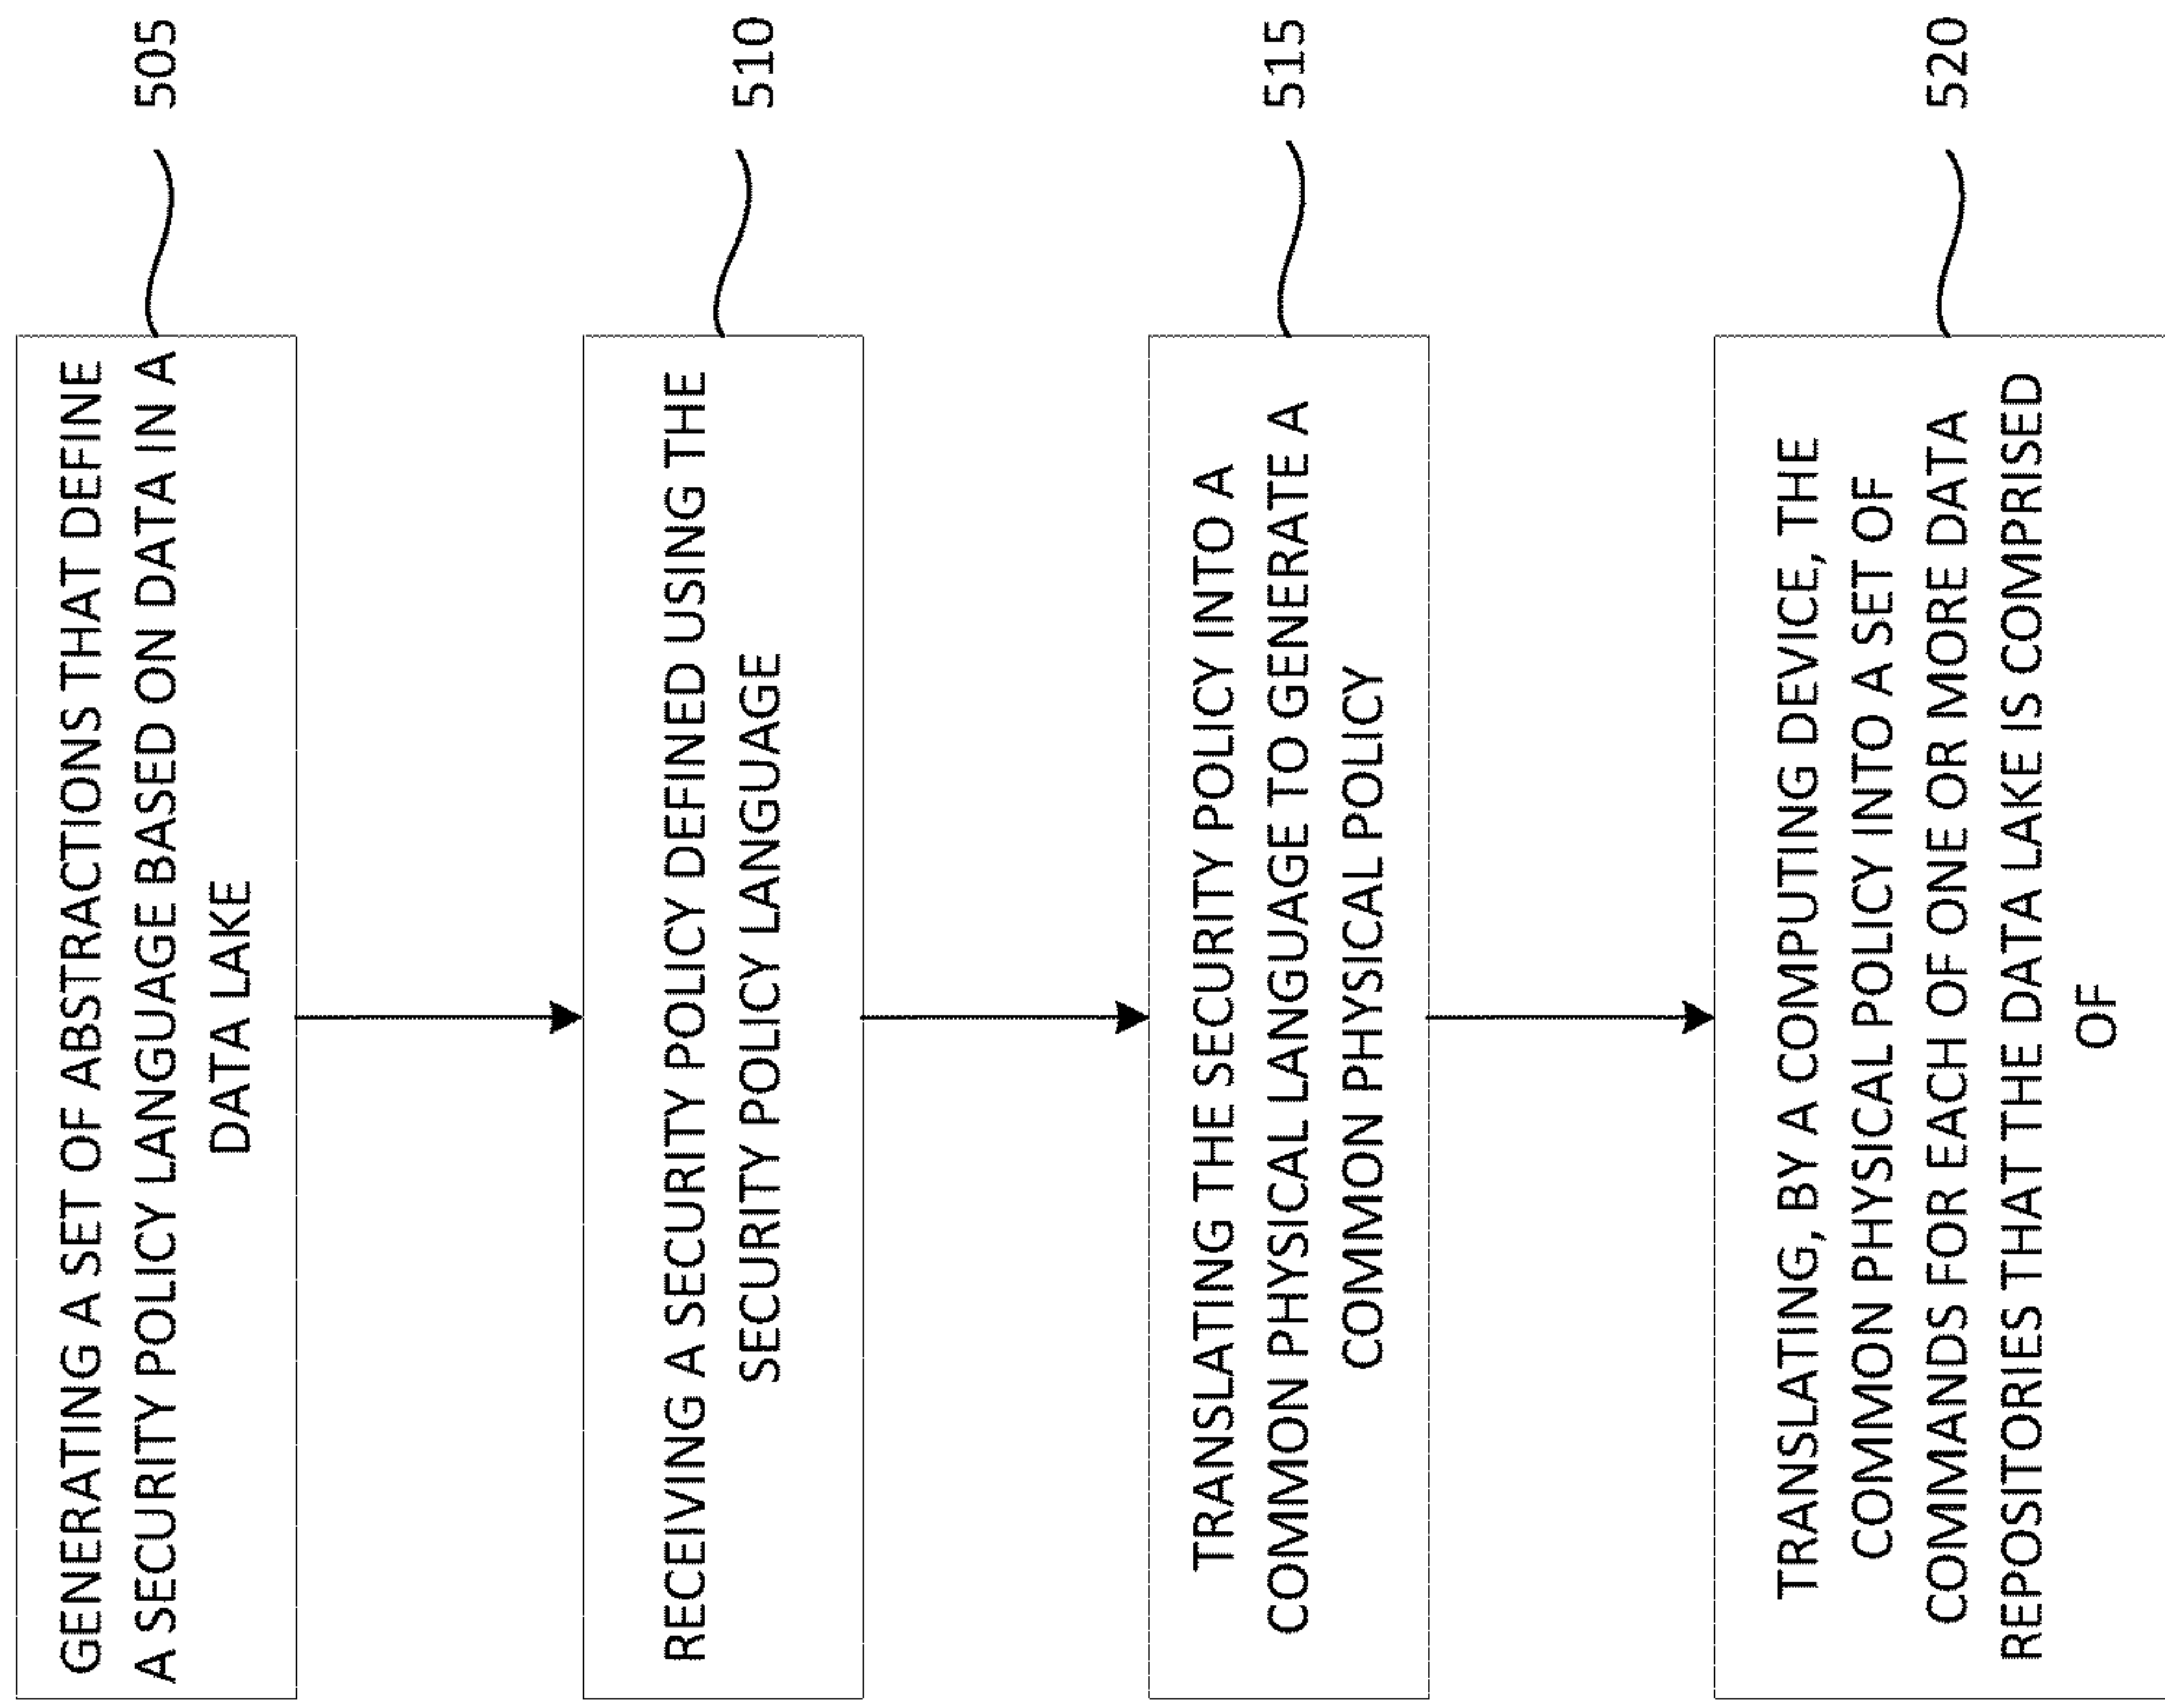 GENERATING A SET OF ABSTRACTIONS THAT DEFINE
A SECURITY POLICY LANGUAGE BASED ON DATA IN A
DATA LAKE
505
RECEIVING A SECURITY POLICY DEFINED USING THE
SECURITY POLICY LANGUAGE
510
TRANSLATING THE SECURITY POLICY INTO A
COMMON PHYSICAL LANGUAGE TO GENERATE A
COMMON PHYSICAL POLICY
515
TRANSLATING, BY A COMPUTING DEVICE, THE
COMMON PHYSICAL POLICY INTO A SET OF
COMMANDS FOR EACH OF ONE OR MORE DATA
REPOSITORIES THAT THE DATA LAKE IS COMPRISED
OF
520